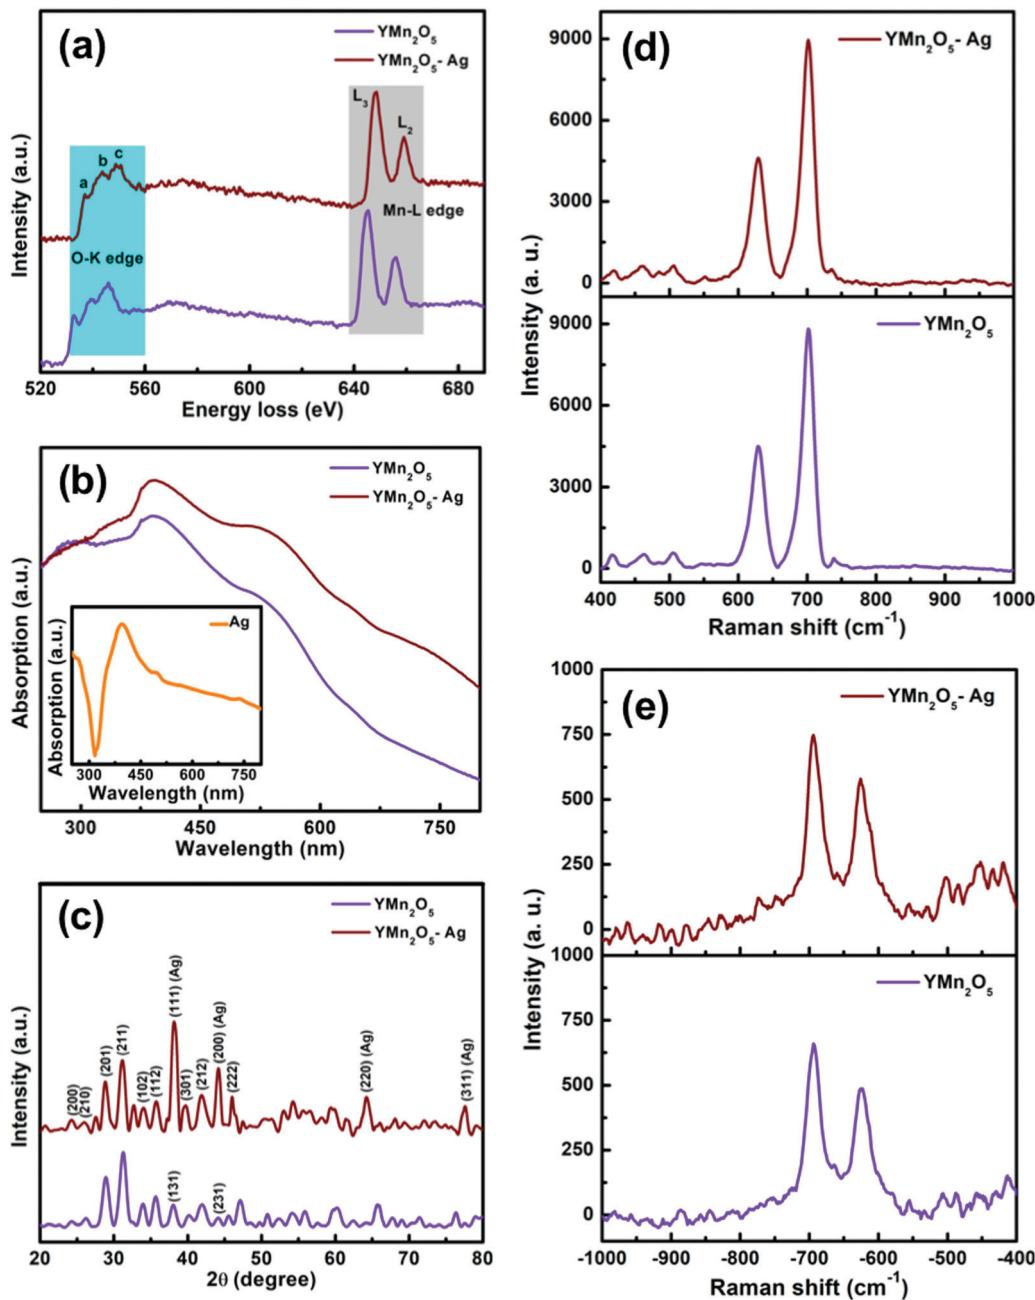 (a)
YMn₂O₅
YMn₂O₅- Ag
L₃
L₂
a
b
c
O-K edge
Mn-L edge
Intensity (a.u.)
520 560 600 640 680
Energy loss (eV)
(b)
YMn₂O₅
YMn₂O₅- Ag
Absorption (a.u.)
Ag
Absorption (a.u.)
300 450 600 750
Wavelength (nm)
300 450 600 750
Wavelength (nm)
(c)
YMn₂O₅
YMn₂O₅- Ag
Intensity (a.u.)
(200)
(210)
(201)
(211)
(102)
(112)
(111) (Ag)
(301)
(212)
(200) (Ag)
(222)
(220) (Ag)
(311) (Ag)
(131)
(231)
20 30 40 50 60 70 80
2θ (degree)
(d)
YMn₂O₅- Ag
9000
6000
3000
0
YMn₂O₅
9000
6000
3000
0
Intensity (a. u.)
400 500 600 700 800 900 1000
Raman shift (cm⁻¹)
(e)
YMn₂O₅- Ag
1000
750
500
250
0
YMn₂O₅
1000
750
500
250
0
Intensity (a. u.)
-1000 -900 -800 -700 -600 -500 -400
Raman shift (cm⁻¹)